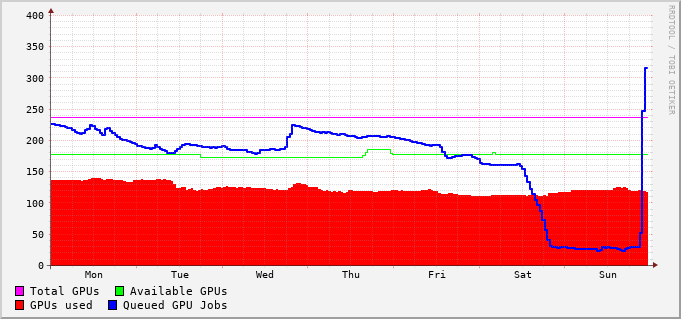 400
350
300
250
200
150
100
50
0
Mon Tue Wed Thu Fri Sat Sun
Total GPUs Available GPUs
GPUs used Queued GPU Jobs
RRDTOOL / TOBI OETIKER